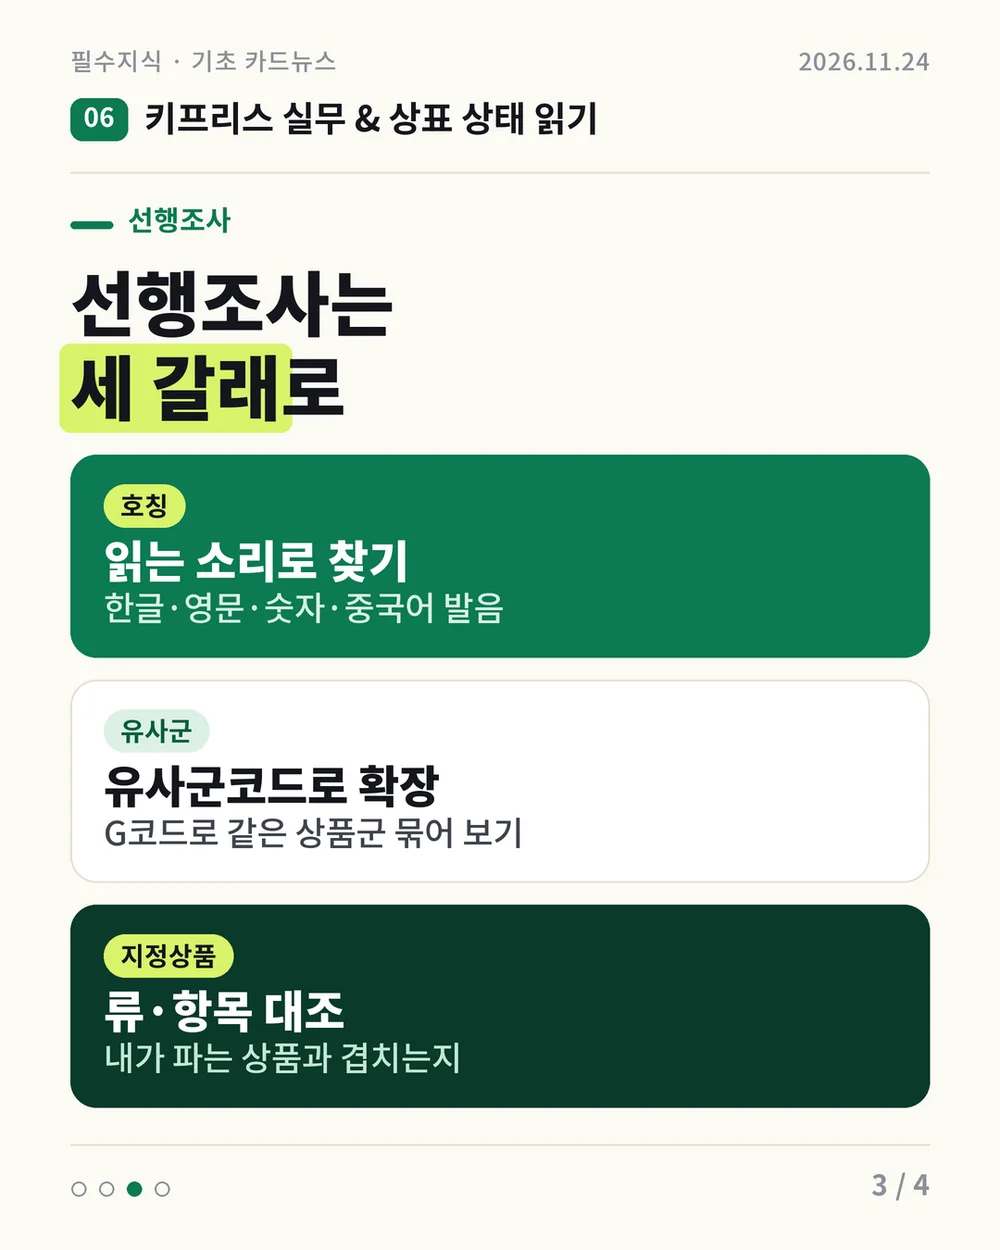 필수지식 · 기초 카드뉴스
2026.11.24
06 키프리스 실무 & 상표 상태 읽기
선행조사
선행조사는
세 갈래로
호칭
읽는 소리로 찾기
한글·영문·숫자·중국어 발음
유사군
유사군코드로 확장
G코드로 같은 상품군 묶어 보기
지정상품
류·항목 대조
내가 파는 상품과 겹치는지
3 / 4